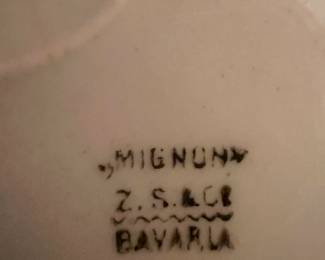 „MIGNON"
Z. S. & Co
BAVARIA